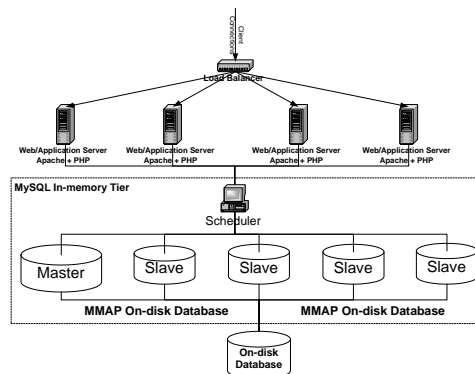 Client
Connections
Load Balancer
Web/Application Server
Apache + PHP
Web/Application Server
Apache + PHP
Web/Application Server
Apache + PHP
Web/Application Server
Apache + PHP
MySQL In-memory Tier
Scheduler
Master
Slave
Slave
Slave
Slave
MMAP On-disk Database
MMAP On-disk Database
On-disk
Database